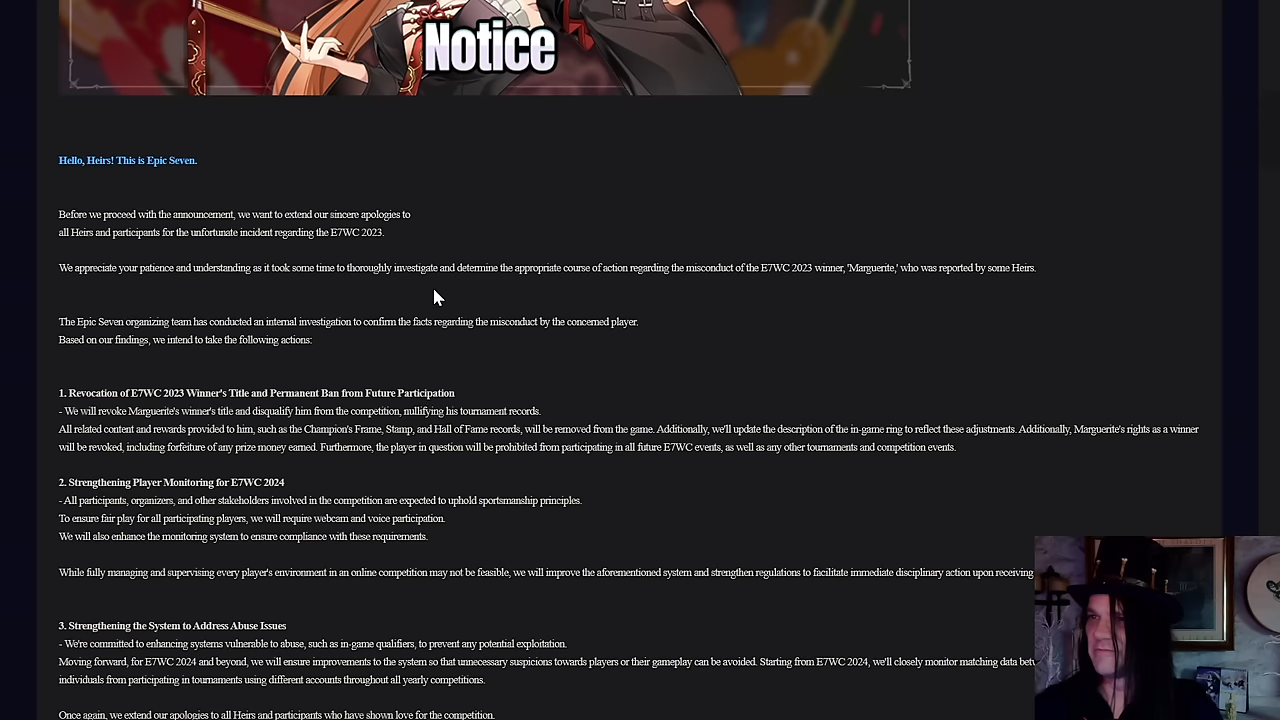 Notice
Hello, Heirs! This is Epic Seven.
Before we proceed with the announcement, we want to extend our sincere apologies to
all Heirs and participants for the unfortunate incident regarding the E7WC 2023.
We appreciate your patience and understanding as it took some time to thoroughly investigate and determine the appropriate course of action regarding the misconduct of the E7WC 2023 winner, 'Marguerite,' who was reported by some Heirs.
The Epic Seven organizing team has conducted an internal investigation to confirm the facts regarding the misconduct by the concerned player.
Based on our findings, we intend to take the following actions:
1. Revocation of E7WC 2023 Winner's Title and Permanent Ban from Future Participation
- We will revoke Marguerite's winner's title and disqualify him from the competition, nullifying his tournament records.
All related content and rewards provided to him, such as the Champion's Frame, Stamp, and Hall of Fame records, will be removed from the game. Additionally, we'll update the description of the in-game ring to reflect these adjustments. Additionally, Marguerite's rights as a winner
will be revoked, including forfeiture of any prize money earned. Furthermore, the player in question will be prohibited from participating in all future E7WC events, as well as any other tournaments and competition events.
2. Strengthening Player Monitoring for E7WC 2024
- All participants, organizers, and other stakeholders involved in the competition are expected to uphold sportsmanship principles.
To ensure fair play for all participating players, we will require webcam and voice participation.
We will also enhance the monitoring system to ensure compliance with these requirements.
While fully managing and supervising every player's environment in an online competition may not be feasible, we will improve the aforementioned system and strengthen regulations to facilitate immediate disciplinary action upon receiving
3. Strengthening the System to Address Abuse Issues
- We're committed to enhancing systems vulnerable to abuse, such as in-game qualifiers, to prevent any potential exploitation.
Moving forward, for E7WC 2024 and beyond, we will ensure improvements to the system so that unnecessary suspicions towards players or their gameplay can be avoided. Starting from E7WC 2024, we'll closely monitor matching data
individuals from participating in tournaments using different accounts throughout all yearly competitions.
Once again, we extend our apologies to all Heirs and participants who have shown love for the competition.